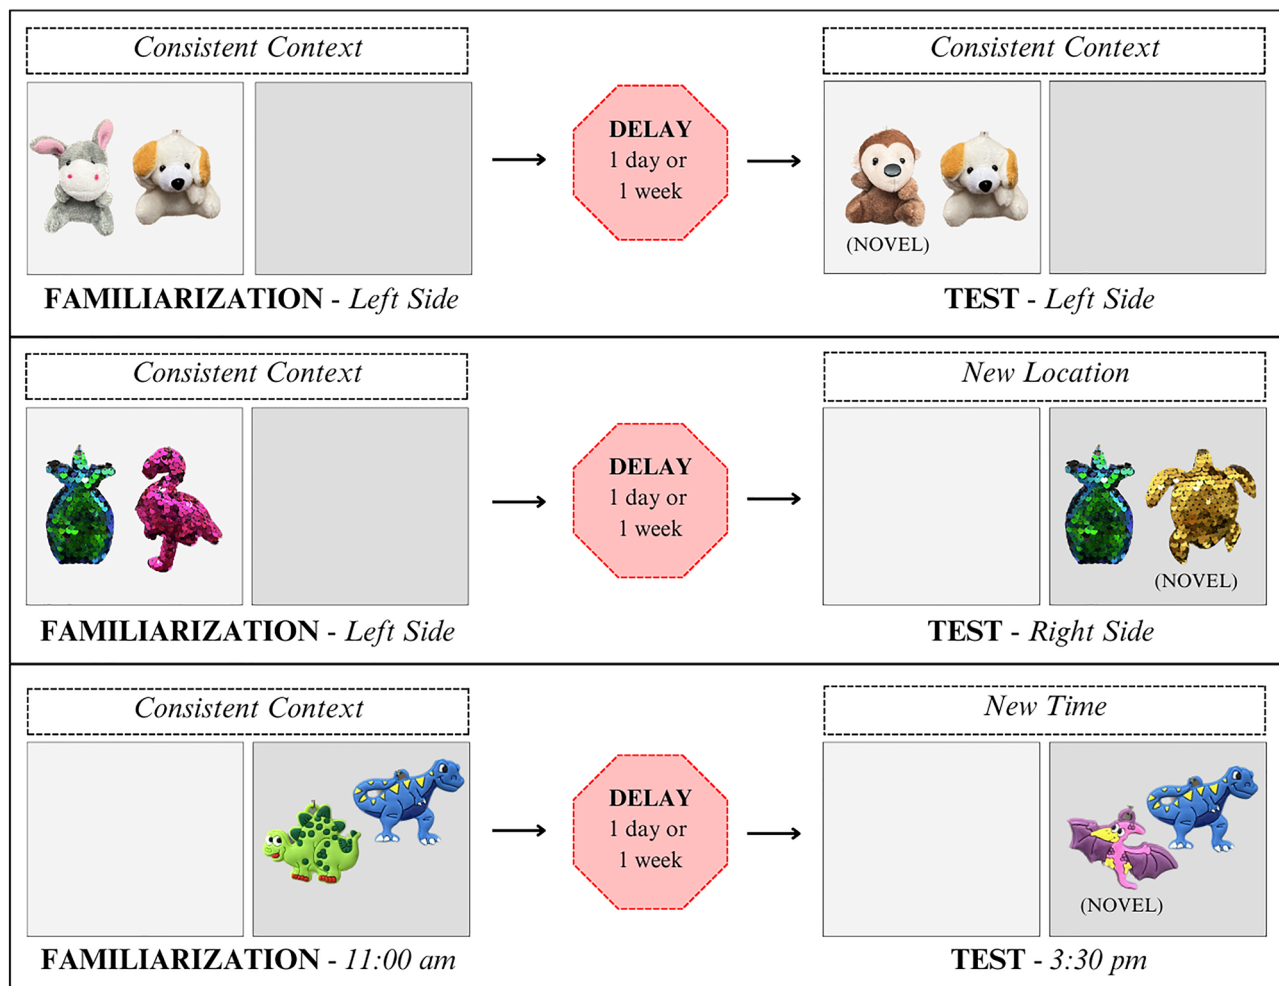 Consistent Context
Consistent Context
DELAY
1 day or
1 week
(NOVEL)
FAMILIARIZATION - Left Side
TEST - Left Side
Consistent Context
New Location
DELAY
1 day or
1 week
(NOVEL)
FAMILIARIZATION - Left Side
TEST - Right Side
Consistent Context
New Time
DELAY
1 day or
1 week
(NOVEL)
FAMILIARIZATION - 11:00 am
TEST - 3:30 pm